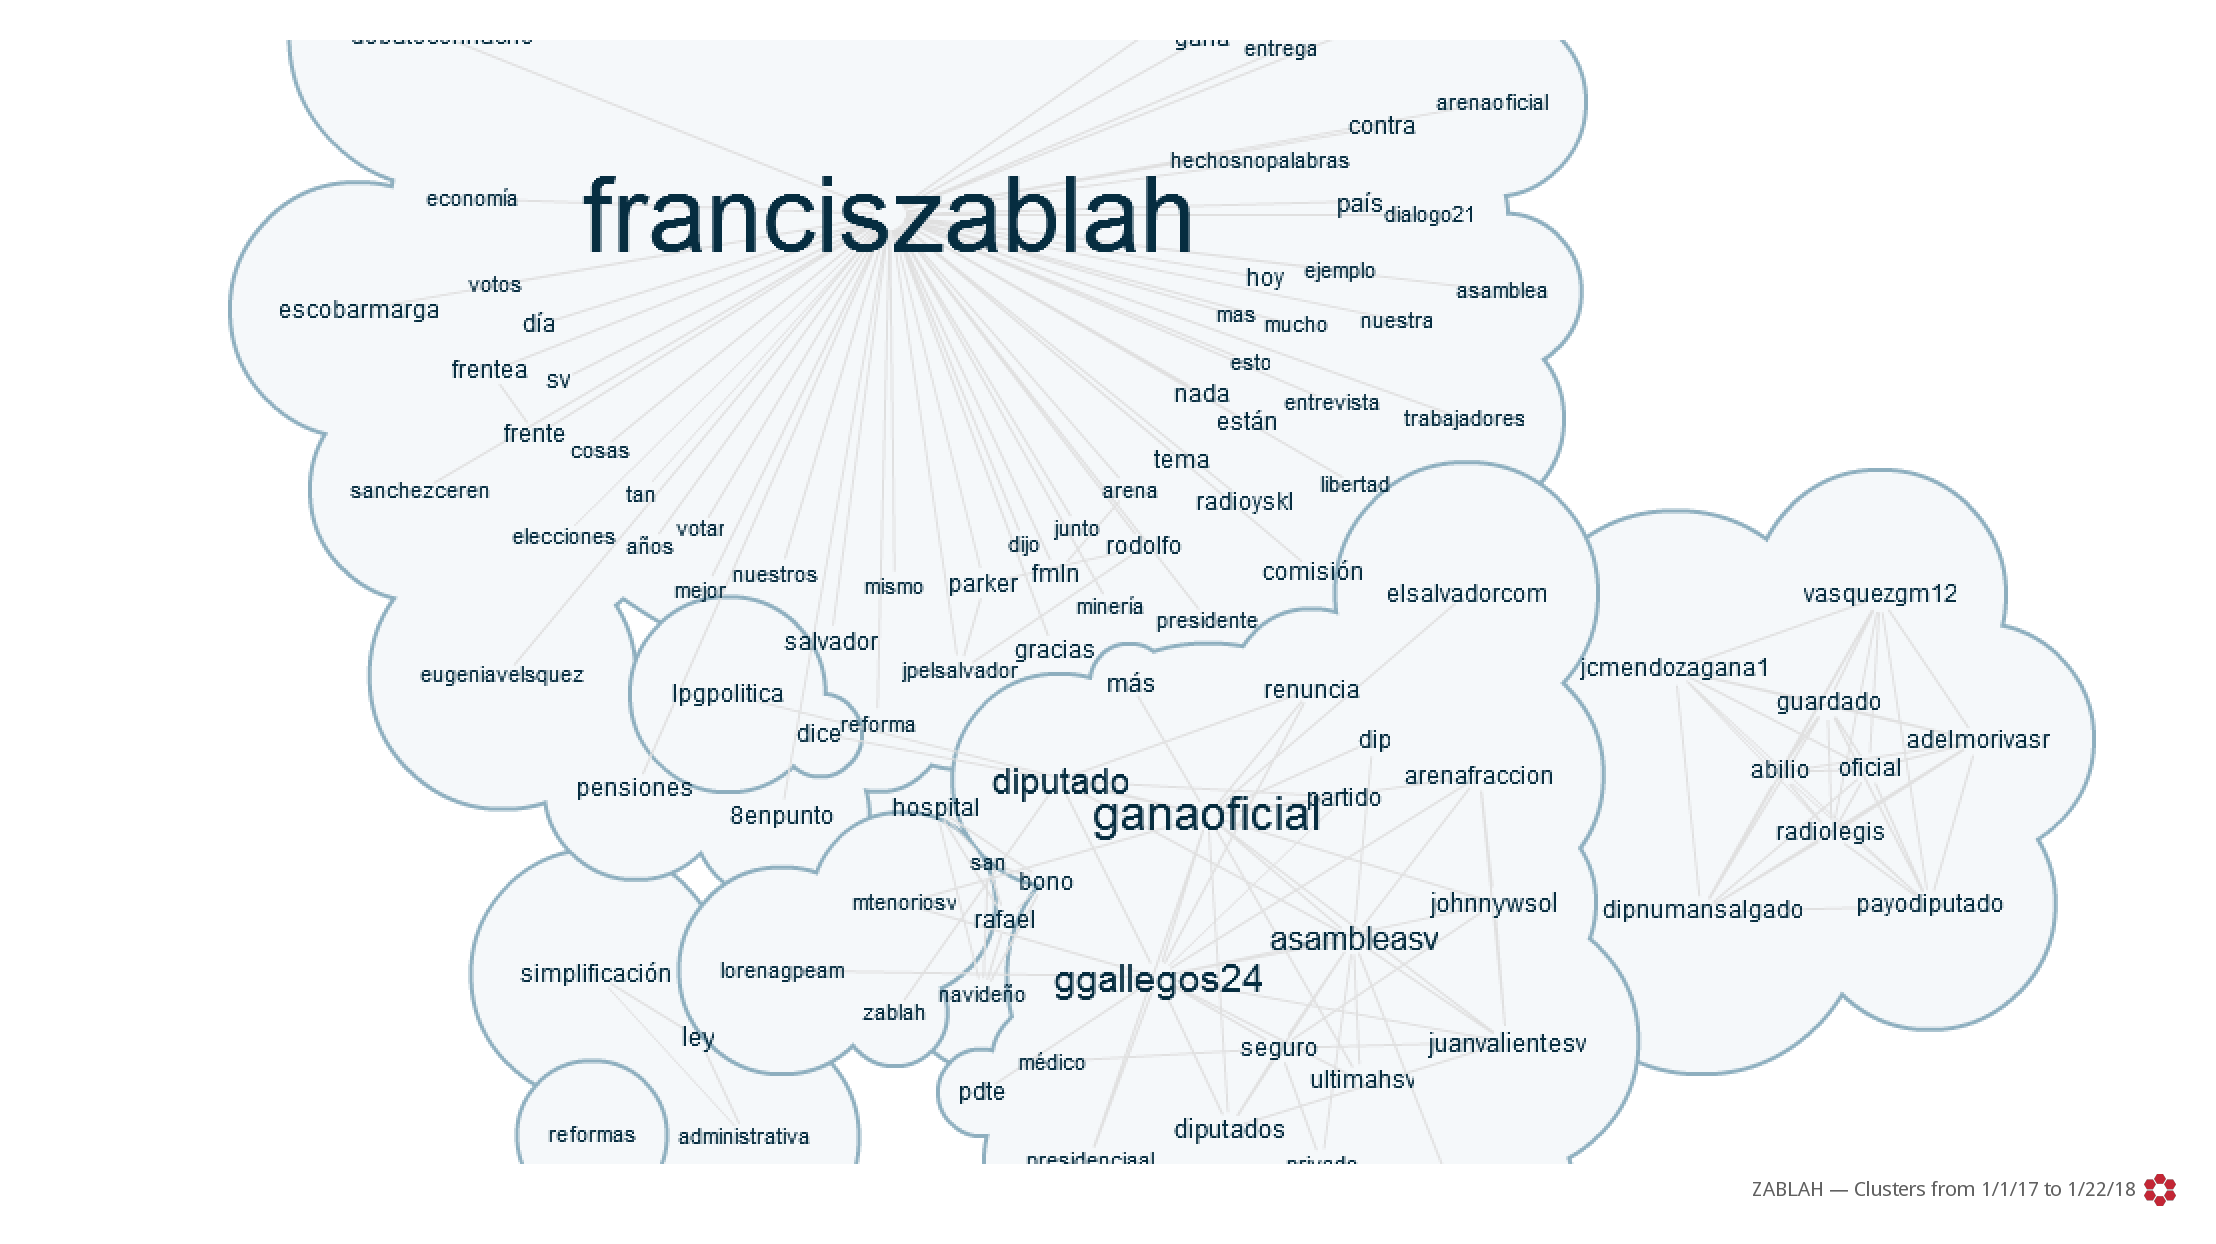 gana entrega
arenaoficial
contra
hechosnopalabras
economía
franciszablah
país
dialogo21
hoy
ejemplo
votos
asamblea
escobarmarga
día
mas
mucho
nuestra
frentea
sv
esto
nada
entrevista
están
trabajadores
frente
cosas
tema
sanchezceren
tan
arena
radioyskl
libertad
elecciones
años
votar
junto
dijo
rodolfo
nuestros
mejor
mismo
parker
fmln
comisión
elsalvadorcom
vasquezgm12
minería
presidente
salvador
gracias
eugeniavelsquez
jpelsalvador
jcmendozagana1
lpgpolitica
más
renuncia
guardado
dice
reforma
dip
adelmorivasr
diputado
arenafraccion
abilio
oficial
pensiones
8enpunto
hospital
ganaoficial
partido
radiolegis
san
bono
mtenoriosv
rafael
johnnywsol
dipnumansalgado
payodiputado
asambleasv
simplificación
lorenagpeam
ggallegos24
navideño
zablah
ley
médico
seguro
juanvalientesv
pdte
ultimahsv
reformas
administrativa
diputados
presidenciaal
privado
ZABLAH — Clusters from 1/1/17 to 1/22/18